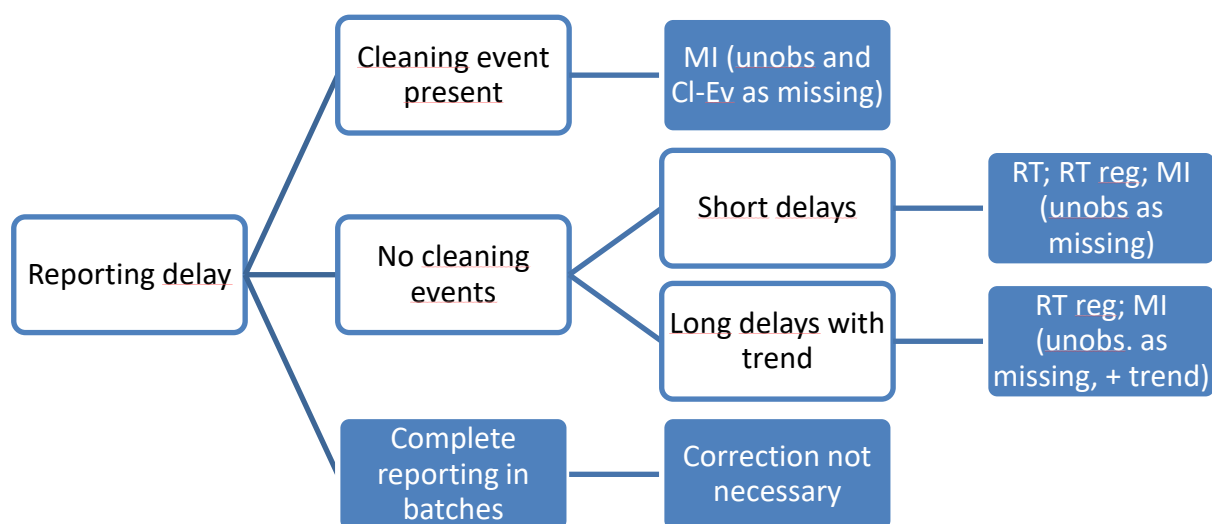 Cleaning event
present
MI (unobs and
Cl-Ev as missing)
Reporting delay
No cleaning
events
Short delays
RT; RT reg; MI
(unobs as
missing)
Long delays with
trend
RT reg; MI
(unobs. as
missing, + trend)
Complete
reporting in
batches
Correction not
necessary